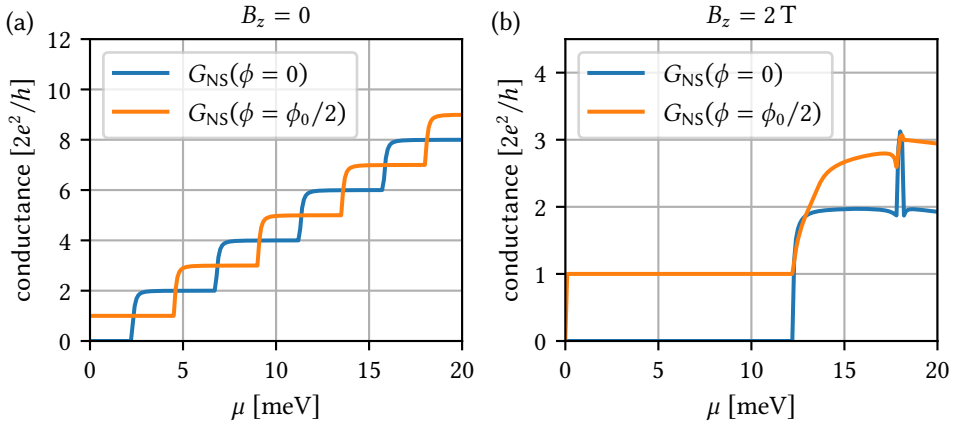 (a)
B_z = 0
12
10
8
6
4
2
0
conductance [2e²/h]
G_NS(ϕ = 0)
G_NS(ϕ = ϕ₀/2)
0
5
10
15
20
μ [meV]
(b)
B_z = 2 T
4
3
2
1
0
conductance [2e²/h]
G_NS(ϕ = 0)
G_NS(ϕ = ϕ₀/2)
0
5
10
15
20
μ [meV]